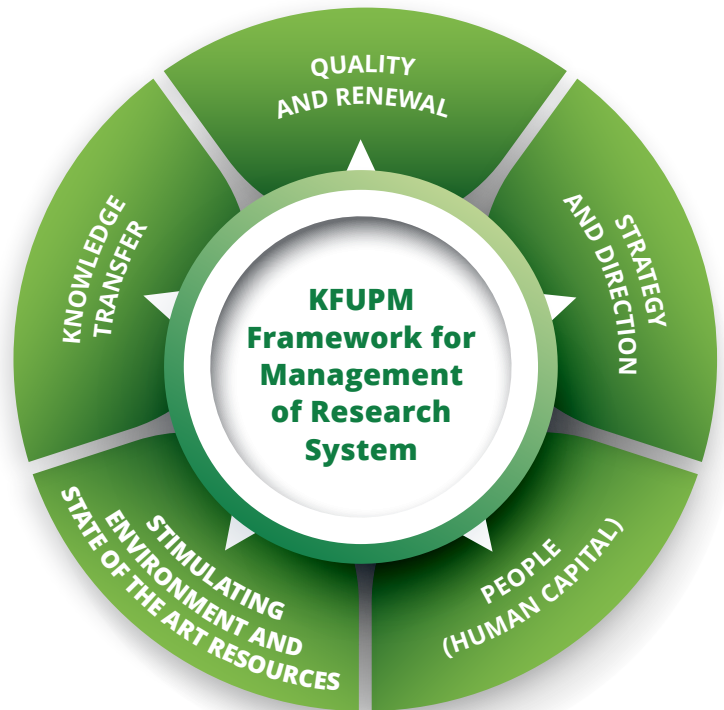 QUALITY
AND RENEWAL
STRATEGY
AND DIRECTION
PEOPLE
(HUMAN CAPITAL)
STIMULATING
ENVIRONMENT AND
STATE OF THE ART RESOURCES
KNOWLEDGE
TRANSFER
KFUPM
Framework for
Management
of Research
System